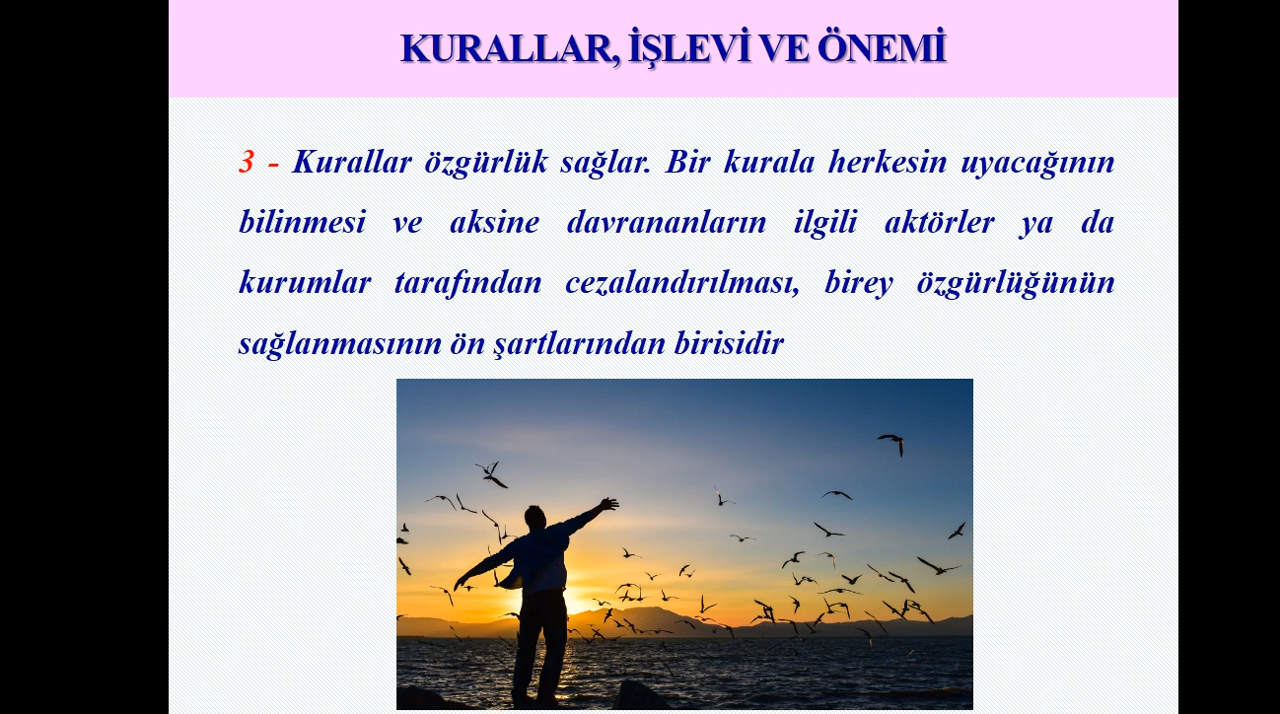 KURALLAR, İŞLEVİ VE ÖNEMİ
3 - Kurallar özgürlük sağlar. Bir kurala herkesin uyacağının
bilinmesi ve aksine davrananların ilgili aktörler ya da
kurumlar tarafından cezalandırılması, birey özgürlüğünün
sağlanmasının ön şartlarından birisidir